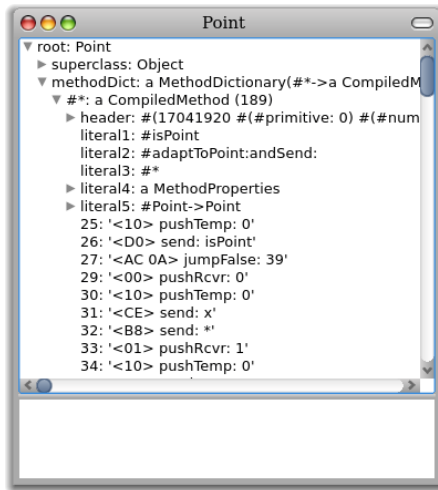 Point
root: Point
superclass: Object
methodDict: a MethodDictionary(#*->a CompiledM
#*: a CompiledMethod (189)
header: #(17041920 #(#primitive: 0) #(#num
literal1: #isPoint
literal2: #adaptToPoint:andSend:
literal3: #*
literal4: a MethodProperties
literal5: #Point->Point
25: '<10> pushTemp: 0'
26: '<D0> send: isPoint'
27: '<AC 0A> jumpFalse: 39'
29: '<00> pushRcvr: 0'
30: '<10> pushTemp: 0'
31: '<CE> send: x'
32: '<B8> send: *'
33: '<01> pushRcvr: 1'
34: '<10> pushTemp: 0'